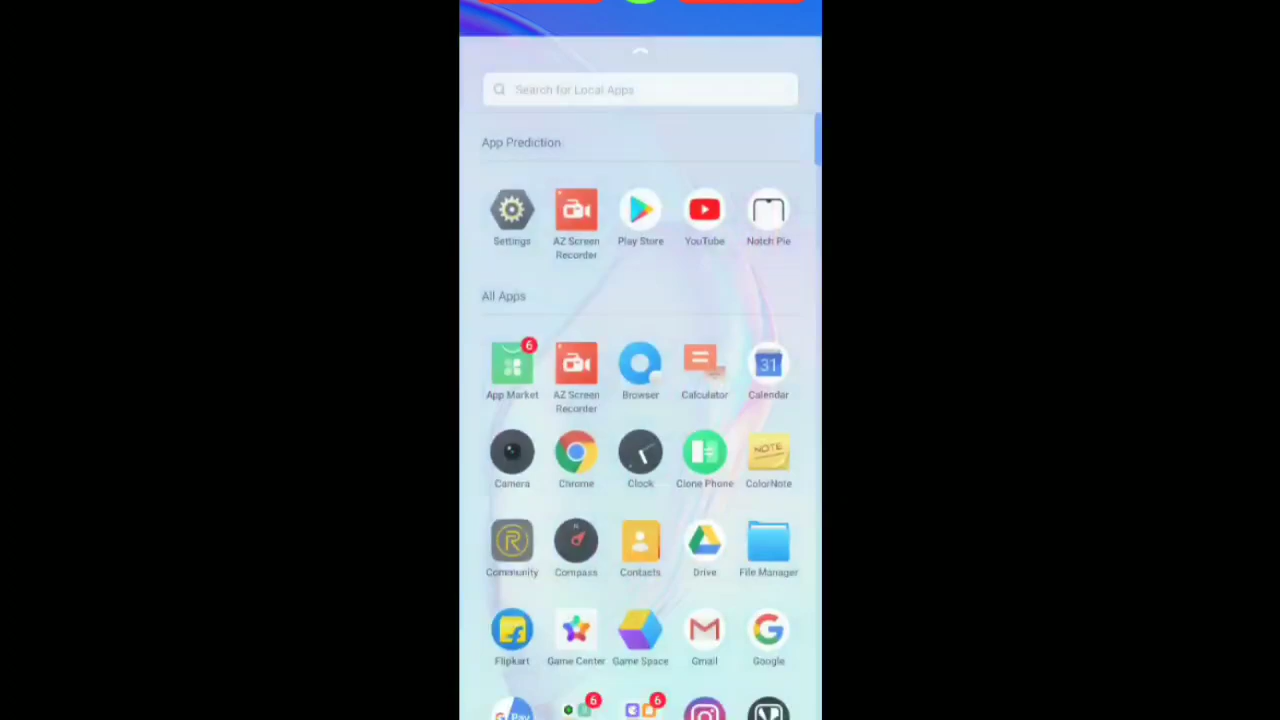 Search for Local Apps
App Prediction
Settings
AZ Screen
Recorder
Play Store
YouTube
Notch Pie
All Apps
6
App Market
AZ Screen
Recorder
Browser
Calculator
31
Calendar
Camera
Chrome
Clock
Clone Phone
NOTE
ColorNote
R
Community
N
Compass
Contacts
Drive
File Manager
f
Flipkart
Game Center
Game Space
M
Gmail
G
Google
G Pay
6
6